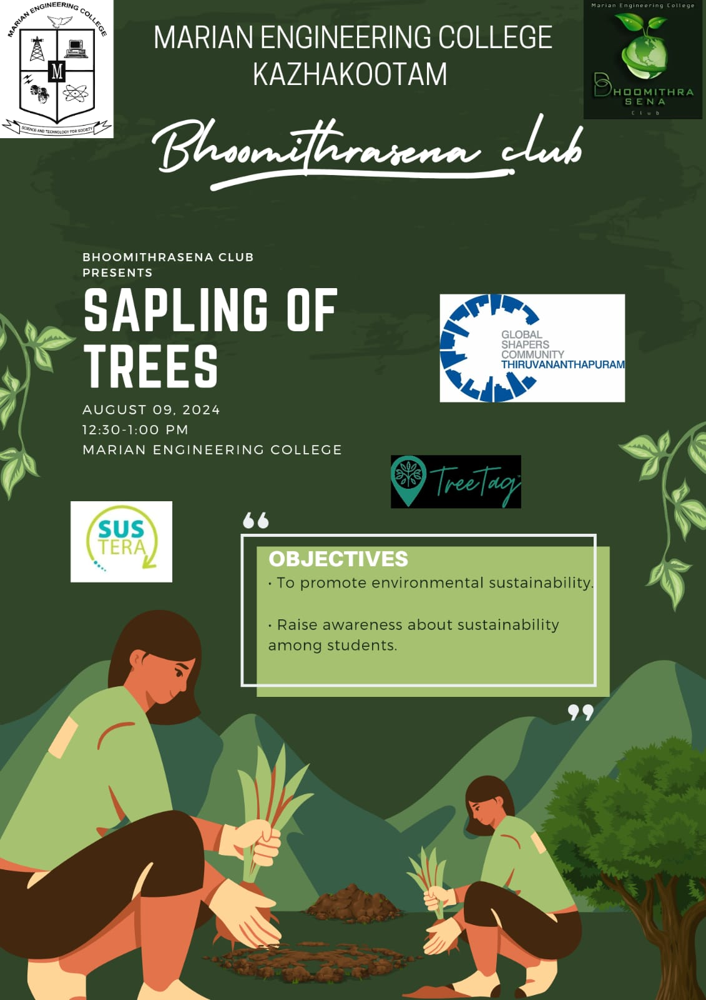 MARIAN ENGINEERING COLLEGE
M
SCIENCE AND TECHNOLOGY FOR SOCIETY
MARIAN ENGINEERING COLLEGE
KAZHAKOOTAM
Marian Engineering College
BHOOMITHRA
SENA
Club
Bhoomithrasena club
BHOOMITHRASENA CLUB
PRESENTS
SAPLING OF
TREES
AUGUST 09, 2024
12:30-1:00 PM
MARIAN ENGINEERING COLLEGE
GLOBAL
SHAPERS
COMMUNITY
THIRUVANANTHAPURAM
TreeTag
SUS
TERA
“
OBJECTIVES
• To promote environmental sustainability.
• Raise awareness about sustainability
among students.
”